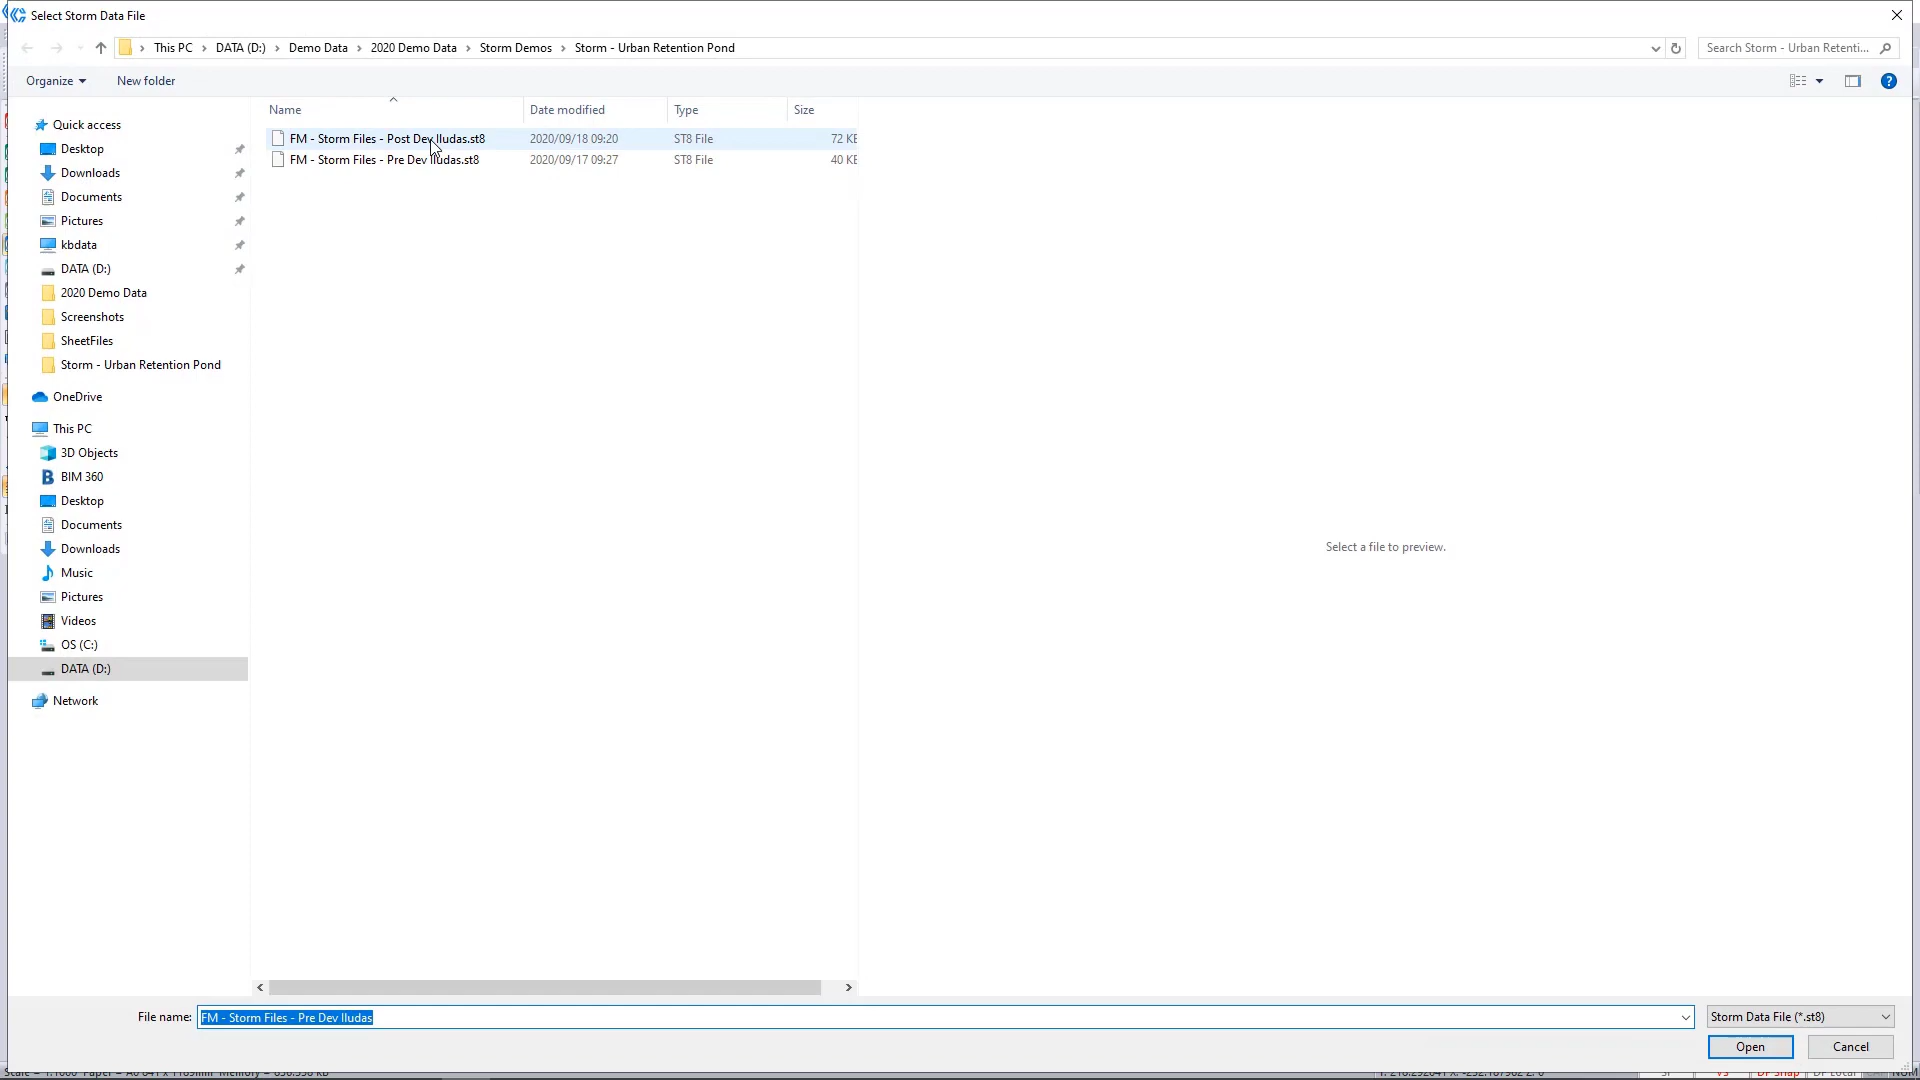 Select Storm Data File
This PC > DATA (D:) > Demo Data > 2020 Demo Data > Storm Demos > Storm - Urban Retention Pond
Search Storm - Urban Retenti...
Organize
New folder
Name
Date modified
Type
Size
FM - Storm Files - Post Dev Iludas.st8
2020/09/18 09:20
ST8 File
72 KB
FM - Storm Files - Pre Dev Iludas.st8
2020/09/17 09:27
ST8 File
40 KB
Quick access
Desktop
Downloads
Documents
Pictures
kbdata
DATA (D:)
2020 Demo Data
Screenshots
SheetFiles
Storm - Urban Retention Pond
OneDrive
This PC
3D Objects
BIM 360
Desktop
Documents
Downloads
Music
Pictures
Videos
OS (C:)
DATA (D:)
Network
Select a file to preview.
File name:
FM - Storm Files - Pre Dev Iludas
Storm Data File (*.st8)
Open
Cancel